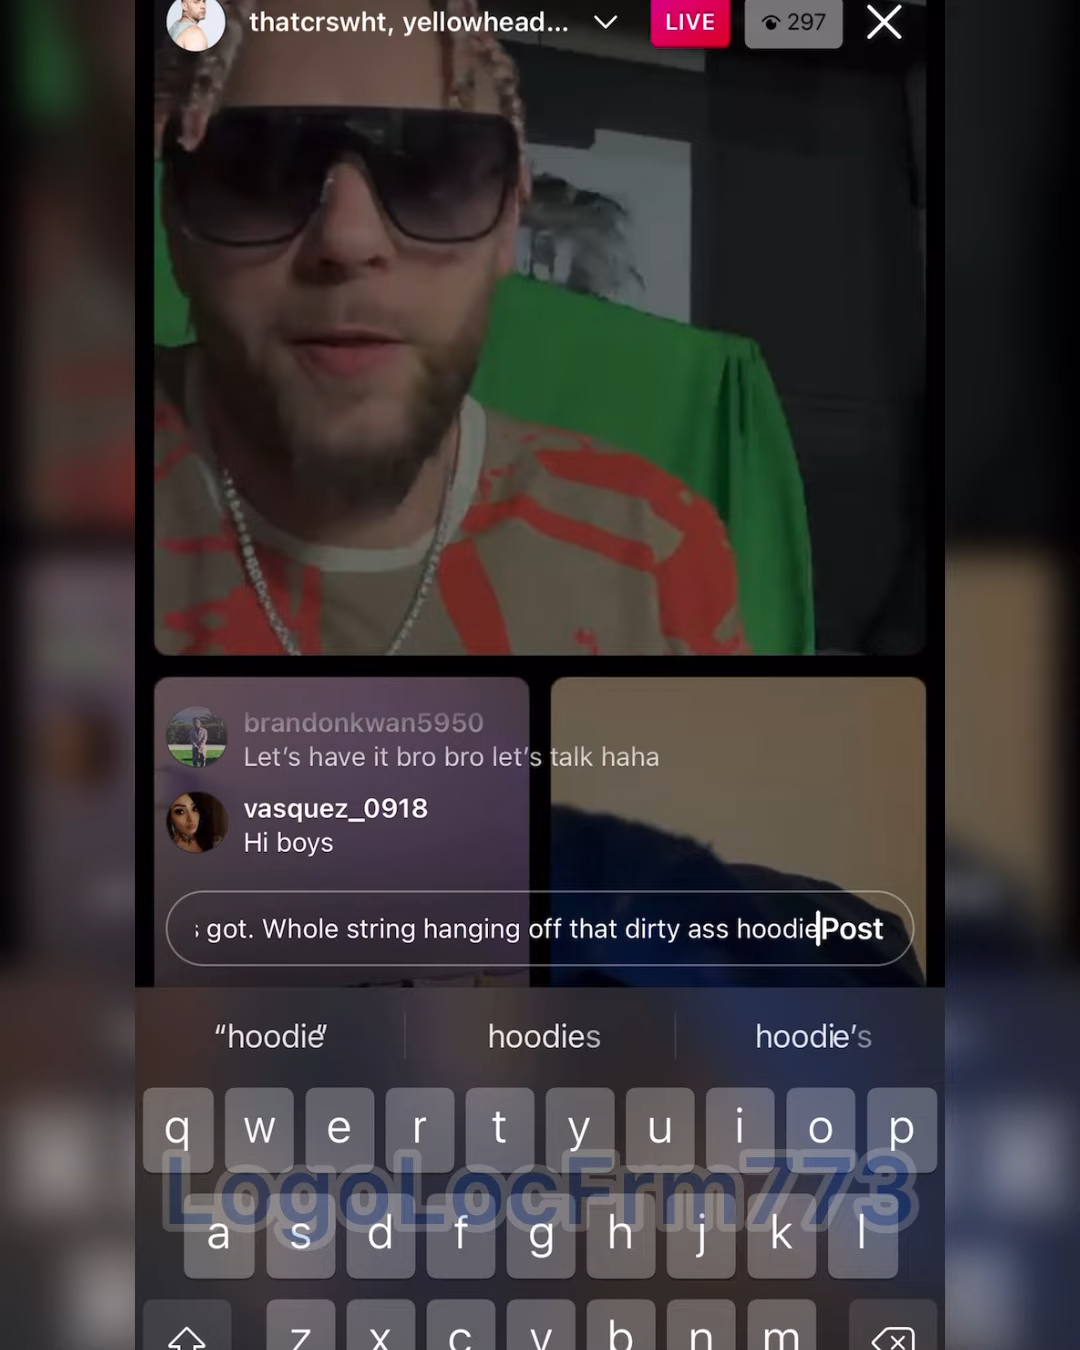 thatcrswht, yellowhead...
LIVE
297
brandonkwan5950
Let’s have it bro bro let’s talk haha
vasquez_0918
Hi boys
s got. Whole string hanging off that dirty ass hoodie
Post
“hoodie”
hoodies
hoodie’s
q w e r t y u i o p
LogoLocFrm773
a s d f g h j k l
z x c v b n m